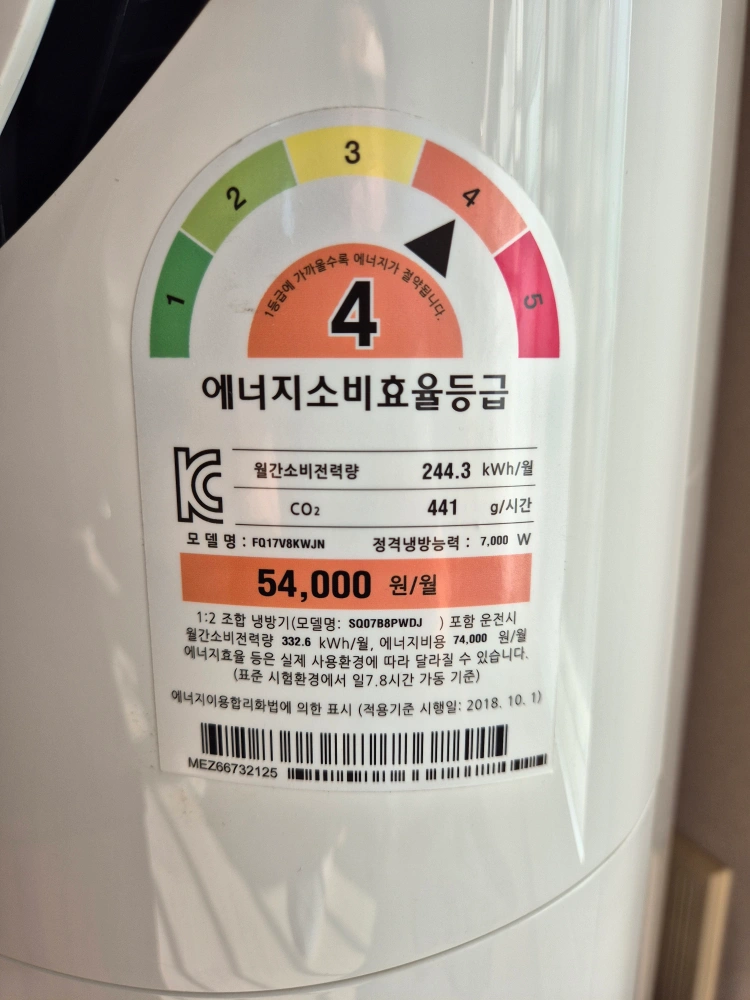 1
2
3
4
5
1등급에 가까울수록 에너지가 절약됩니다.
4
에너지소비효율등급
월간소비전력량 244.3 kWh/월
CO₂ 441 g/시간
모델명 : FQ17V8KWJN 정격냉방능력 : 7,000 W
54,000 원/월
1:2 조합 냉방기(모델명: SQ07B8PWDJ ) 포함 운전시
월간소비전력량 332.6 kWh/월, 에너지비용 74,000 원/월
에너지효율 등은 실제 사용환경에 따라 달라질 수 있습니다.
(표준 시험환경에서 일7.8시간 가동 기준)
에너지이용합리화법에 의한 표시 (적용기준 시행일: 2018. 10. 1)
MEZ66732125